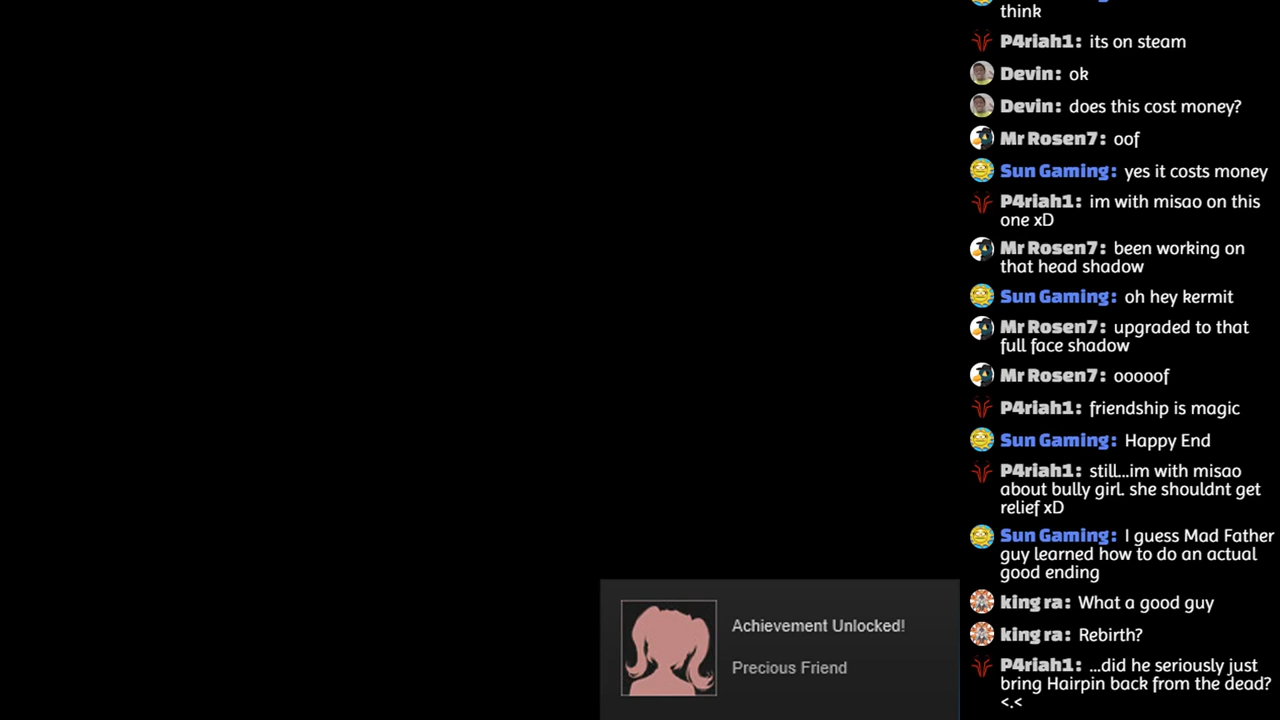 think
P4riah1: its on steam
Devin: ok
Devin: does this cost money?
Mr Rosen7: oof
Sun Gaming: yes it costs money
P4riah1: im with misao on this
one xD
Mr Rosen7: been working on
that head shadow
Sun Gaming: oh hey kermit
Mr Rosen7: upgraded to that
full face shadow
Mr Rosen7: ooooof
P4riah1: friendship is magic
Sun Gaming: Happy End
P4riah1: still...im with misao
about bully girl. she shouldnt get
relief xD
Sun Gaming: I guess Mad Father
guy learned how to do an actual
good ending
king ra: What a good guy
king ra: Rebirth?
P4riah1: ...did he seriously just
bring Hairpin back from the dead?
<.<
Achievement Unlocked!
Precious Friend